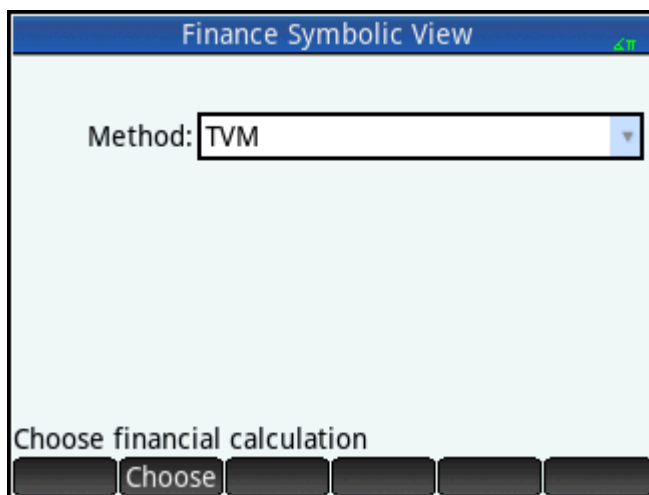 Finance Symbolic View
∠π
Method: TVM
Choose financial calculation
Choose